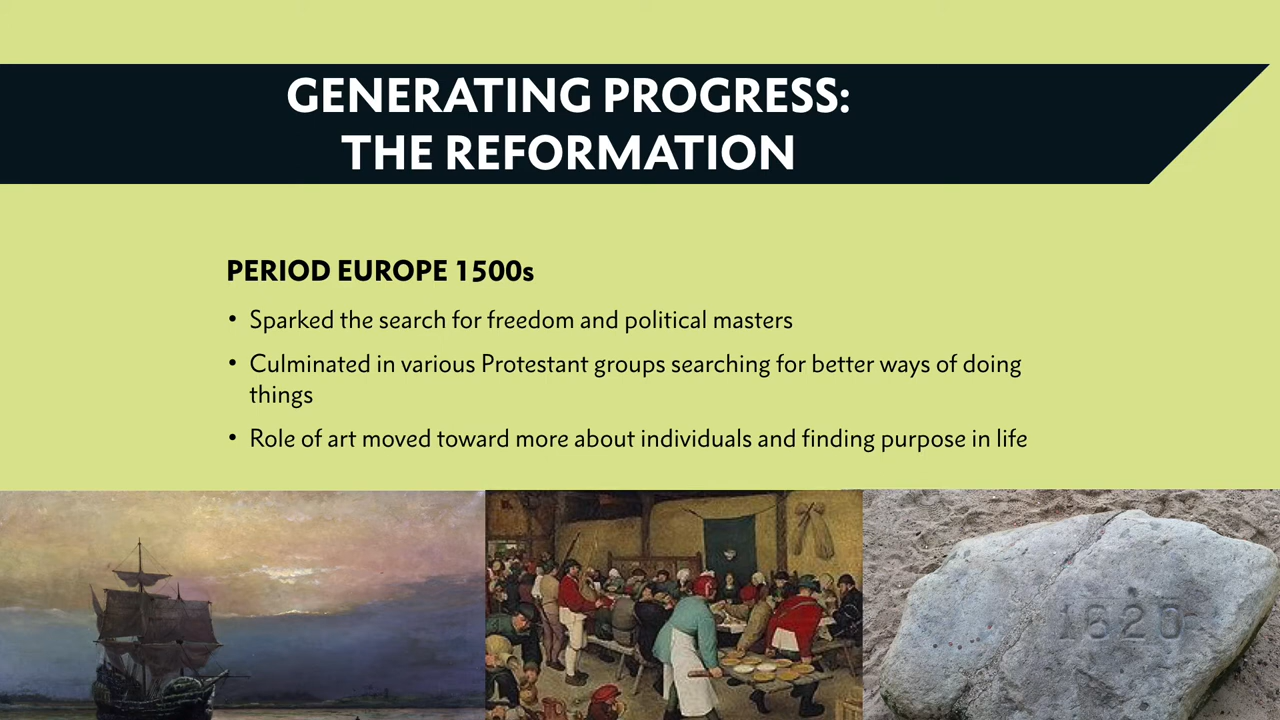 GENERATING PROGRESS:
THE REFORMATION
PERIOD EUROPE 1500s
• Sparked the search for freedom and political masters
• Culminated in various Protestant groups searching for better ways of doing
things
• Role of art moved toward more about individuals and finding purpose in life
1620